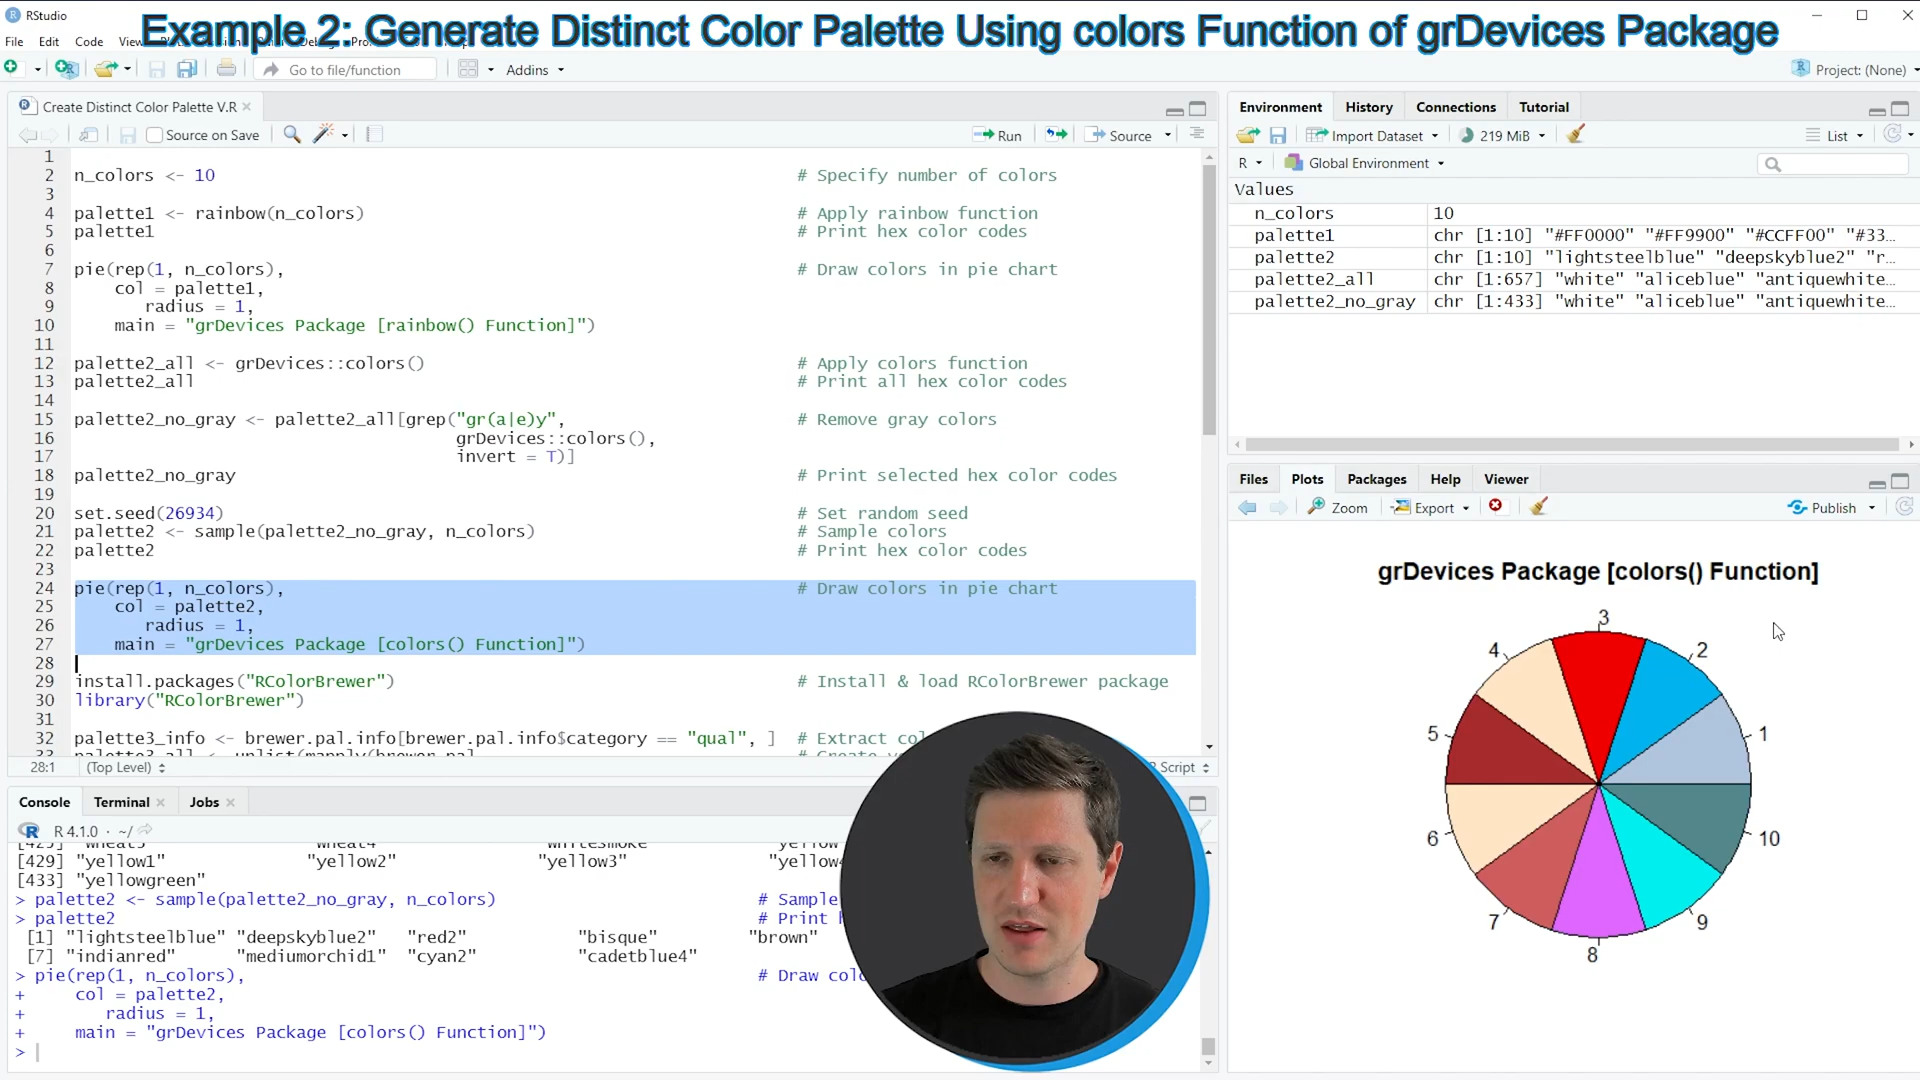 RStudio
Example 2: Generate Distinct Color Palette Using colors Function of grDevices Package
File Edit Code
Go to file/function
Addins
Project: (None)
Create Distinct Color Palette V.R
Source on Save
Run
Source
1
2 n_colors <- 10 # Specify number of colors
3
4 palette1 <- rainbow(n_colors) # Apply rainbow function
5 palette1 # Print hex color codes
6
7 pie(rep(1, n_colors), # Draw colors in pie chart
8 col = palette1,
9 radius = 1,
10 main = "grDevices Package [rainbow() Function]")
11
12 palette2_all <- grDevices::colors() # Apply colors function
13 palette2_all # Print all hex color codes
14
15 palette2_no_gray <- palette2_all[grep("gr(a|e)y", # Remove gray colors
16 grDevices::colors(),
17 invert = T)]
18 palette2_no_gray # Print selected hex color codes
19
20 set.seed(26934) # Set random seed
21 palette2 <- sample(palette2_no_gray, n_colors) # Sample colors
22 palette2 # Print hex color codes
23
24 pie(rep(1, n_colors), # Draw colors in pie chart
25 col = palette2,
26 radius = 1,
27 main = "grDevices Package [colors() Function]")
28
29 install.packages("RColorBrewer") # Install & load RColorBrewer package
30 library("RColorBrewer")
31
32 palette3_info <- brewer.pal.info[brewer.pal.info$category == "qual", ] # Extract
28:1 (Top Level) Script
Console Terminal Jobs
R 4.1.0 · ~/
[429] "yellow1" "yellow2" "yellow3"
[433] "yellowgreen"
> palette2 <- sample(palette2_no_gray, n_colors) # Sample
> palette2 # Print
[1] "lightsteelblue" "deepskyblue2" "red2" "bisque" "brown"
[7] "indianred" "mediumorchid1" "cyan2" "cadetblue4"
> pie(rep(1, n_colors), # Draw
+ col = palette2,
+ radius = 1,
+ main = "grDevices Package [colors() Function]")
>
Environment History Connections Tutorial
Import Dataset 219 MiB List
R Global Environment
Values
n_colors 10
palette1 chr [1:10] "#FF0000" "#FF9900" "#CCFF00" "#33...
palette2 chr [1:10] "lightsteelblue" "deepskyblue2" "r...
palette2_all chr [1:657] "white" "aliceblue" "antiquewhite...
palette2_no_gray chr [1:433] "white" "aliceblue" "antiquewhite...
Files Plots Packages Help Viewer
Zoom Export Publish
grDevices Package [colors() Function]
3
4 2
5 1
6 10
7 9
8